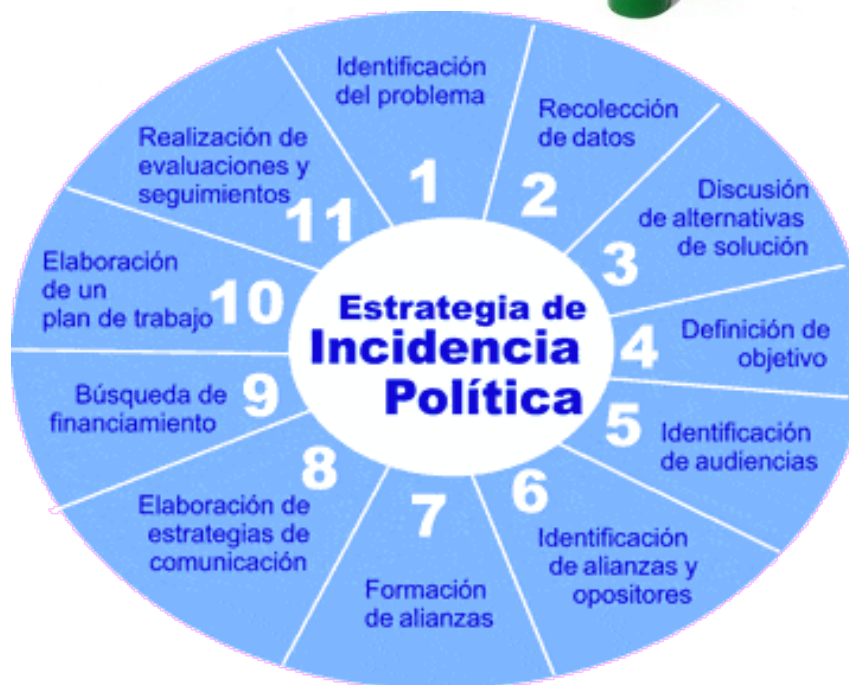 Estrategia de
Incidencia
Política
Identificación
del problema
1
Recolección
de datos
2
Discusión
de alternativas
de solución
3
Definición de
objetivo
4
Identificación
de audiencias
5
Identificación
de alianzas y
opositores
6
Formación
de alianzas
7
Elaboración de
estrategias de
comunicación
8
Búsqueda de
financiamiento
9
Elaboración
de un
plan de trabajo
10
Realización de
evaluaciones y
seguimientos
11